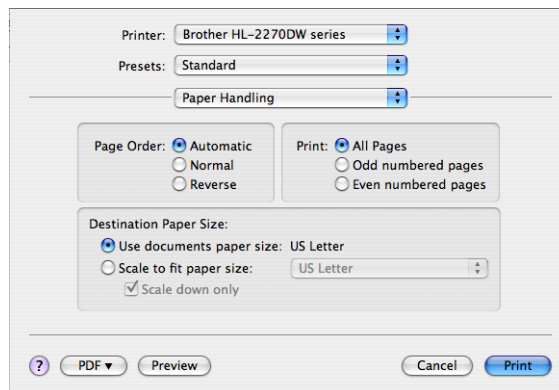 Printer: Brother HL-2270DW series
Presets: Standard
Paper Handling
Page Order: Automatic
Normal
Reverse
Print: All Pages
Odd numbered pages
Even numbered pages
Destination Paper Size:
Use documents paper size: US Letter
Scale to fit paper size: US Letter
Scale down only
? PDF ▼ Preview Cancel Print